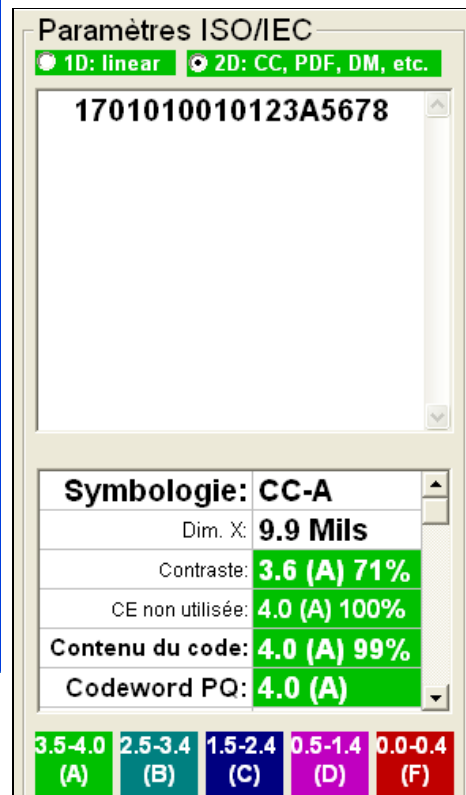 Paramètres ISO/IEC
1D: linear 2D: CC, PDF, DM, etc.
1701010010123A5678
Symbologie: CC-A
Dim. X: 9.9 Mils
Contraste: 3.6 (A) 71%
CE non utilisée: 4.0 (A) 100%
Contenu du code: 4.0 (A) 99%
Codeword PQ: 4.0 (A)
3.5-4.0 2.5-3.4 1.5-2.4 0.5-1.4 0.0-0.4
(A) (B) (C) (D) (F)